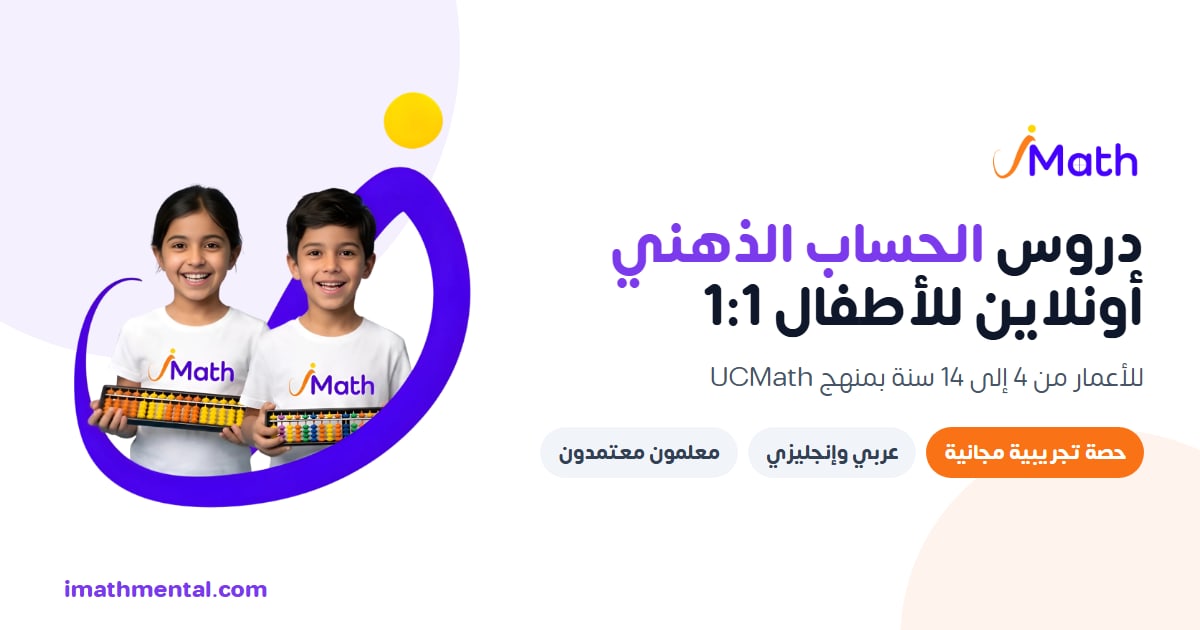 iMath
دروس الحساب الذهني
أونلاين للأطفال 1:1
للأعمار من 4 إلى 14 سنة بمنهج UCMath
حصة تجريبية مجانية
عربي وإنجليزي
معلمون معتمدون
iMath
iMath
imathmental.com